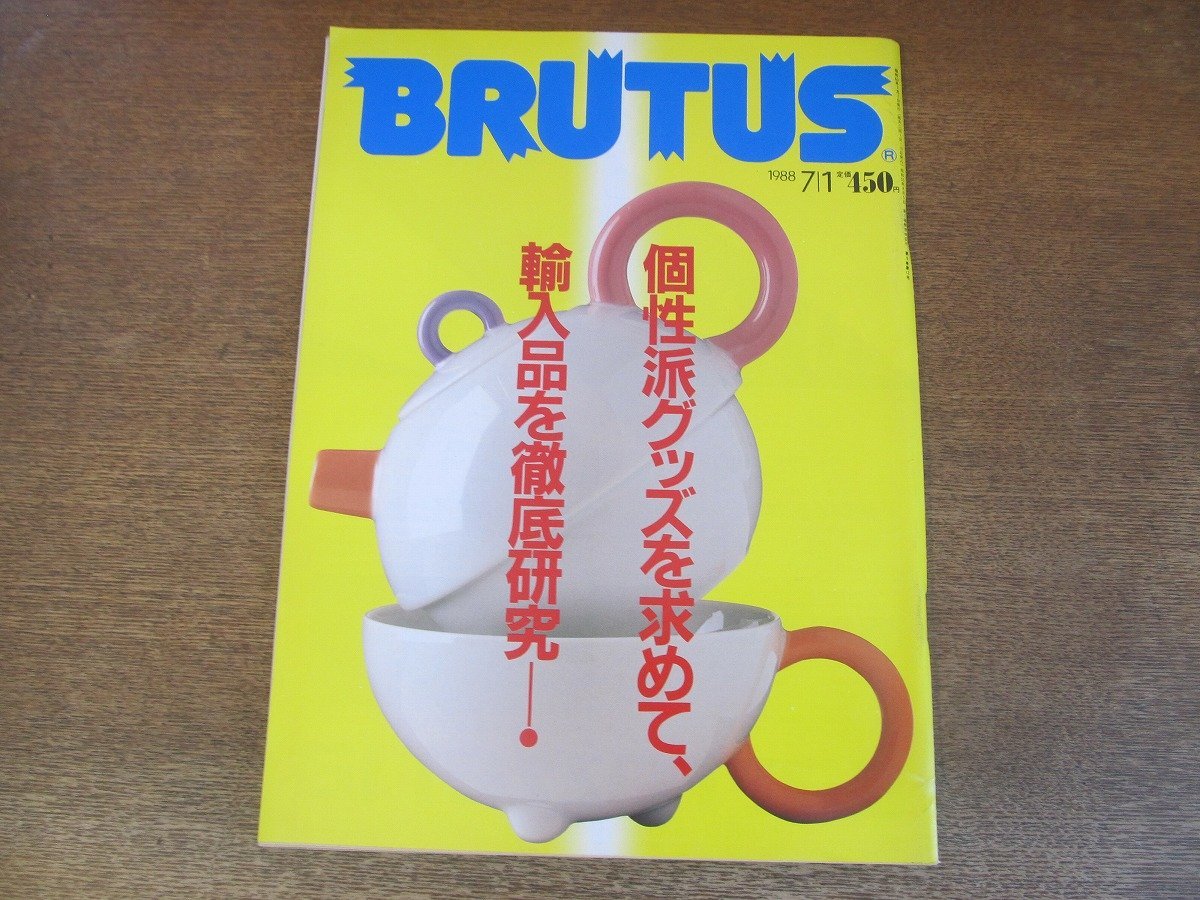 BRUTUS
R
1988 7/1 定価450円
個性派グッズを求めて、
輸入品を徹底研究——●